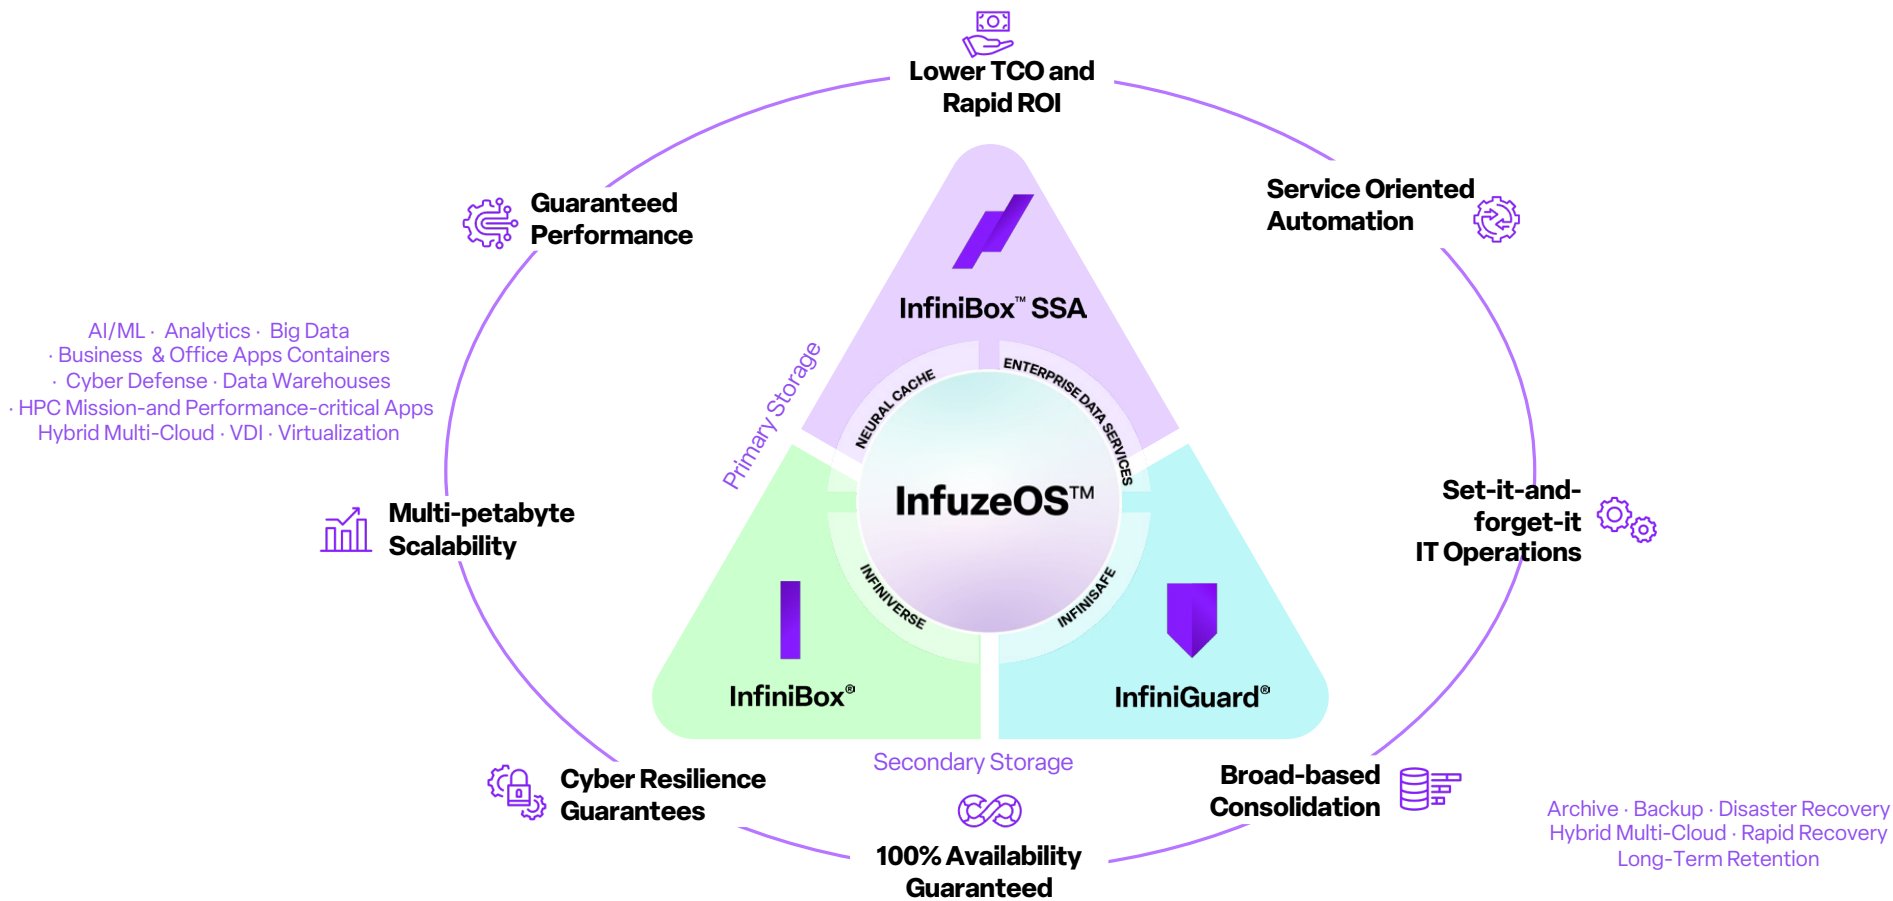 Lower TCO and
Rapid ROI
Guaranteed
Performance
Service Oriented
Automation
InfiniBox™ SSA
AI/ML · Analytics · Big Data
· Business & Office Apps Containers
· Cyber Defense · Data Warehouses
· HPC Mission-and Performance-critical Apps
Hybrid Multi-Cloud · VDI · Virtualization
Primary Storage
NEURAL CACHE
ENTERPRISE DATA SERVICES
InfuzeOS™
INFINIVERSE
INFINISAFE
Multi-petabyte
Scalability
Set-it-and-
forget-it
IT Operations
InfiniBox®
InfiniGuard®
Secondary Storage
Cyber Resilience
Guarantees
100% Availability
Guaranteed
Broad-based
Consolidation
Archive · Backup · Disaster Recovery
Hybrid Multi-Cloud · Rapid Recovery
Long-Term Retention